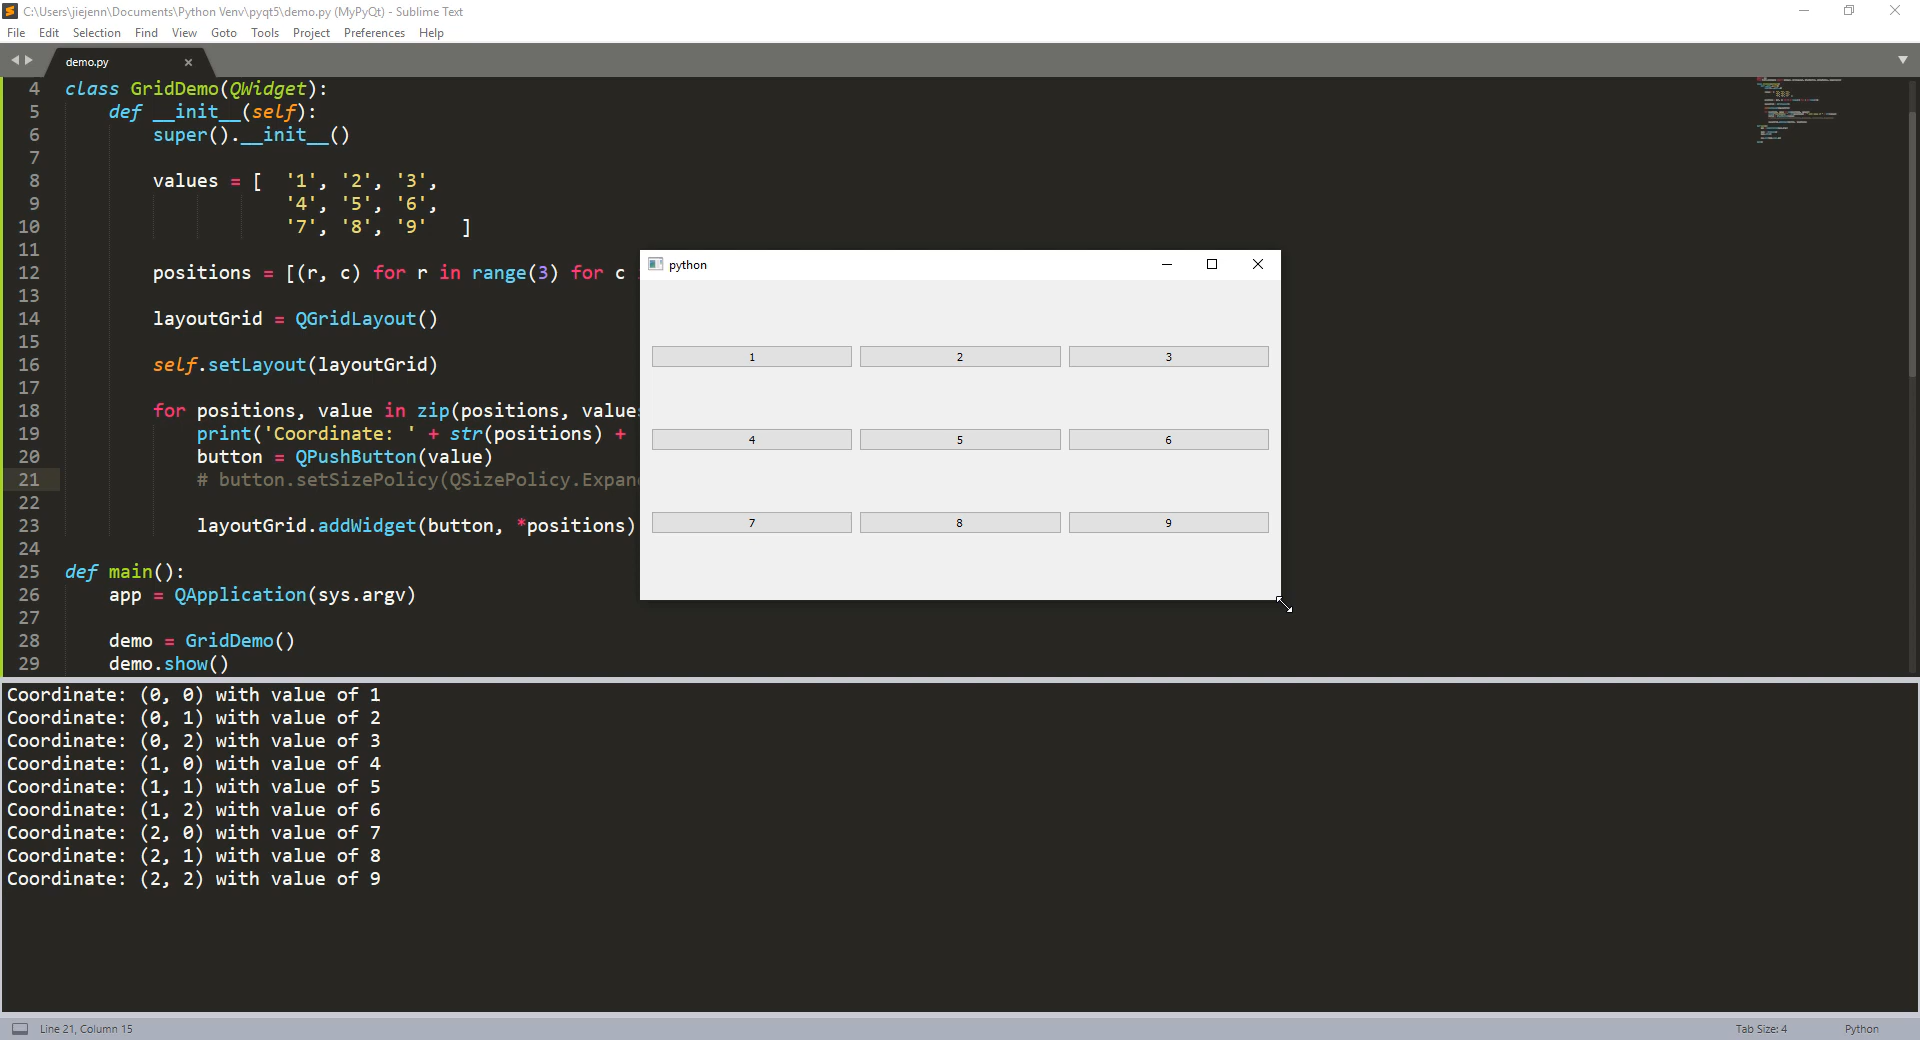 C:\Users\jiejenn\Documents\Python Venv\pyqt5\demo.py (MyPyQt) - Sublime Text
File Edit Selection Find View Goto Tools Project Preferences Help
demo.py
4 class GridDemo(QWidget):
5 def __init__(self):
6 super().__init__()
7
8 values = [ '1', '2', '3',
9 '4', '5', '6',
10 '7', '8', '9' ]
11
12 positions = [(r, c) for r in range(3) for c
13
14 layoutGrid = QGridLayout()
15
16 self.setLayout(layoutGrid)
17
18 for positions, value in zip(positions, values
19 print('Coordinate: ' + str(positions) +
20 button = QPushButton(value)
21 # button.setSizePolicy(QSizePolicy.Expan
22
23 layoutGrid.addWidget(button, *positions)
24
25 def main():
26 app = QApplication(sys.argv)
27
28 demo = GridDemo()
29 demo.show()
python
1 2 3
4 5 6
7 8 9
Coordinate: (0, 0) with value of 1
Coordinate: (0, 1) with value of 2
Coordinate: (0, 2) with value of 3
Coordinate: (1, 0) with value of 4
Coordinate: (1, 1) with value of 5
Coordinate: (1, 2) with value of 6
Coordinate: (2, 0) with value of 7
Coordinate: (2, 1) with value of 8
Coordinate: (2, 2) with value of 9
Line 21, Column 15 Tab Size: 4 Python